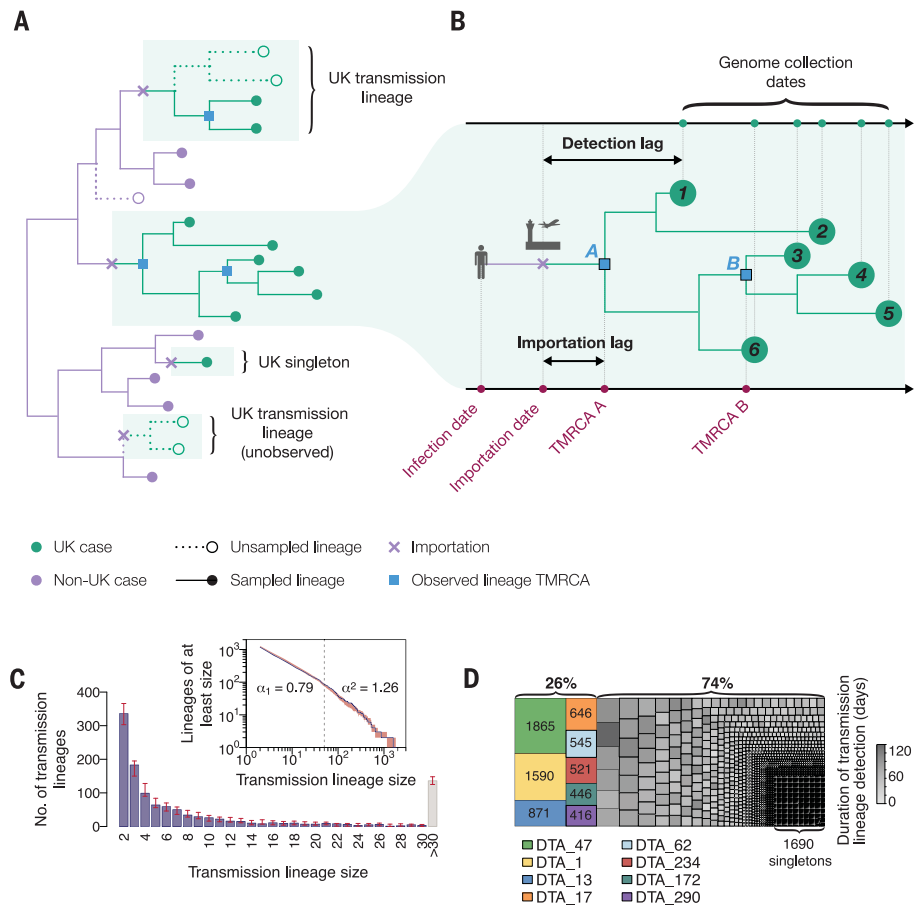 A
UK transmission
lineage
UK singleton
UK transmission
lineage
(unobserved)
B
Genome collection
dates
Detection lag
1
2
A
B
3
4
5
6
Importation lag
Infection date
Importation date
TMRCA A
TMRCA B
UK case
Unsampled lineage
Importation
Non-UK case
Sampled lineage
Observed lineage TMRCA
C
No. of transmission
lineages
400
300
200
100
0
2
4
6
8
10
12
14
16
18
20
21
22
24
26
28
30
>30
Transmission lineage size
Lineages of at
least size
10³
10²
10¹
10⁰
α₁ = 0.79
α² = 1.26
10⁰
10¹
10²
10³
Transmission lineage size
D
26%
74%
1865
646
545
1590
521
446
871
416
1690
singletons
Duration of transmission
lineage detection (days)
120
60
0
DTA_47
DTA_62
DTA_1
DTA_234
DTA_13
DTA_172
DTA_17
DTA_290